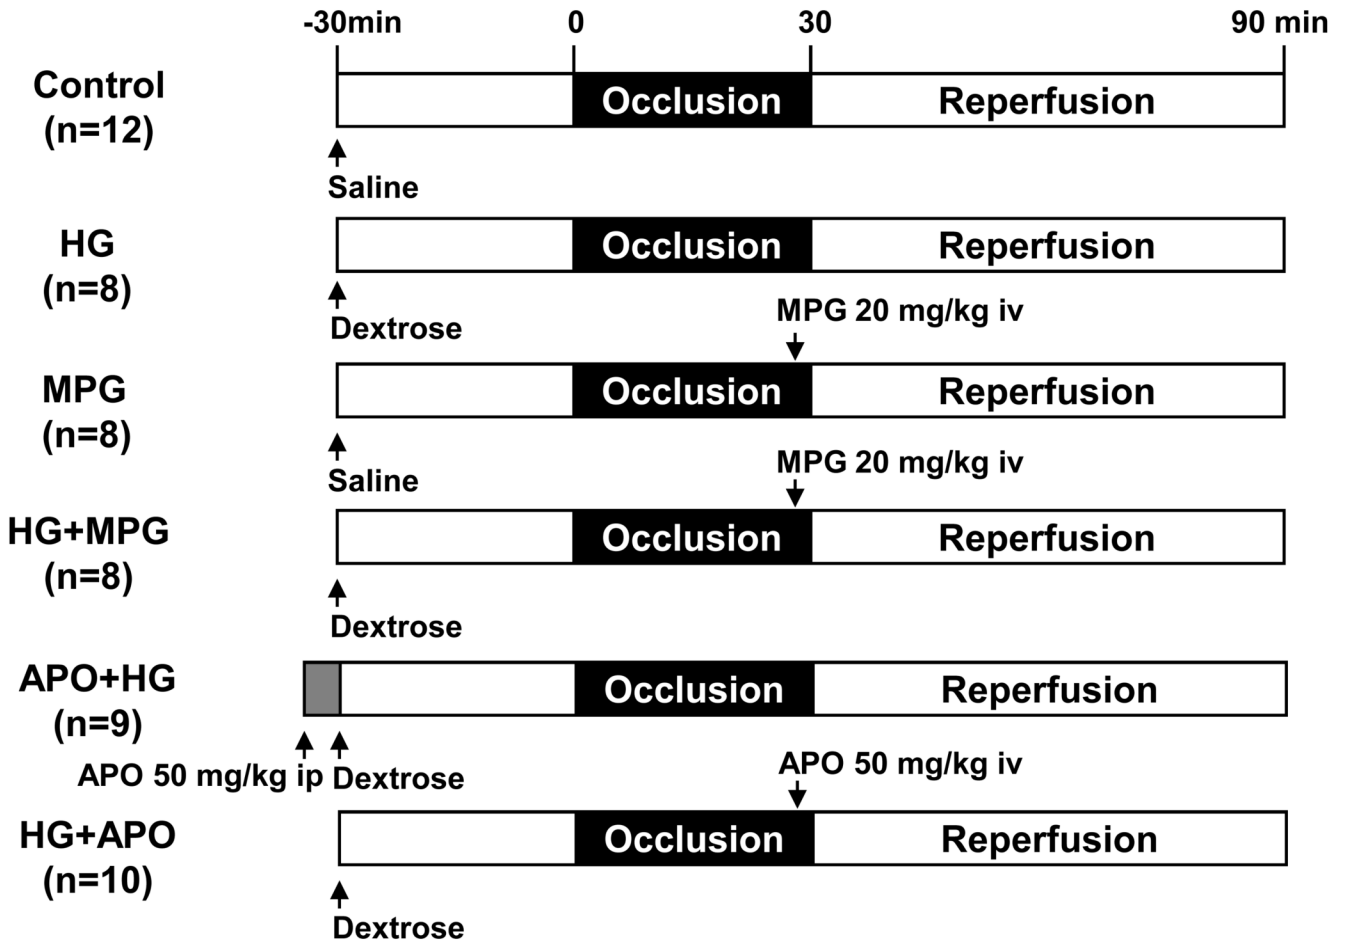 -30min 0 30 90 min
Control
(n=12)
Occlusion Reperfusion
Saline
HG
(n=8)
Occlusion Reperfusion
Dextrose
MPG 20 mg/kg iv
MPG
(n=8)
Occlusion Reperfusion
Saline
MPG 20 mg/kg iv
HG+MPG
(n=8)
Occlusion Reperfusion
Dextrose
APO+HG
(n=9)
Occlusion Reperfusion
APO 50 mg/kg ip Dextrose
APO 50 mg/kg iv
HG+APO
(n=10)
Occlusion Reperfusion
Dextrose